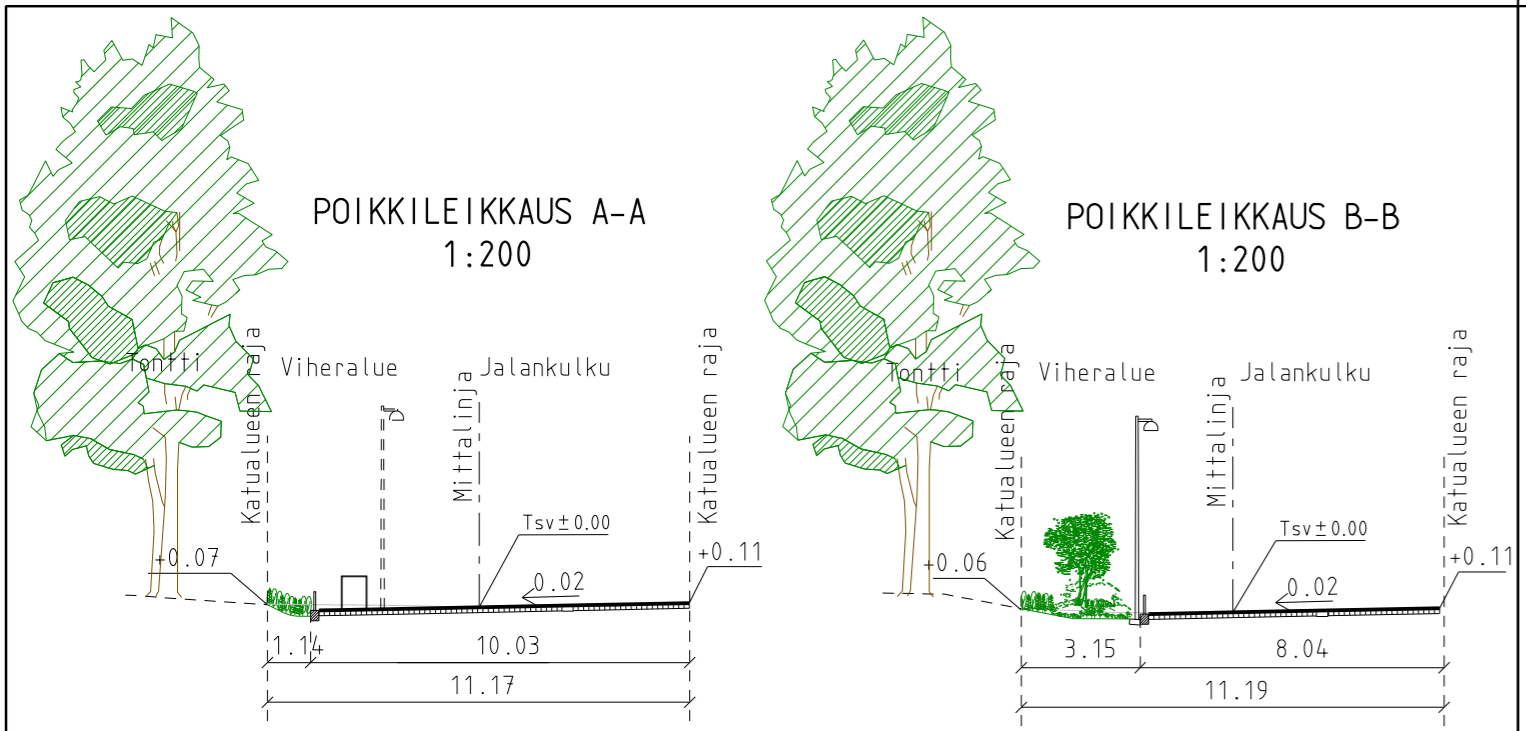 POIKKILEIKKAUS A-A
1:200
Tontti
Katualueen raja
Viheralue
Mittalinja
Jalankulku
Katualueen raja
Tsv±0.00
+0.07
0.02
+0.11
1.14
10.03
11.17
POIKKILEIKKAUS B-B
1:200
Tontti
Katualueen raja
Viheralue
Mittalinja
Jalankulku
Katualueen raja
Tsv±0.00
+0.06
0.02
+0.11
3.15
8.04
11.19